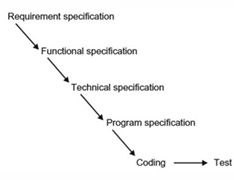 Requirement specification
Functional specification
Technical specification
Program specification
Coding
Test